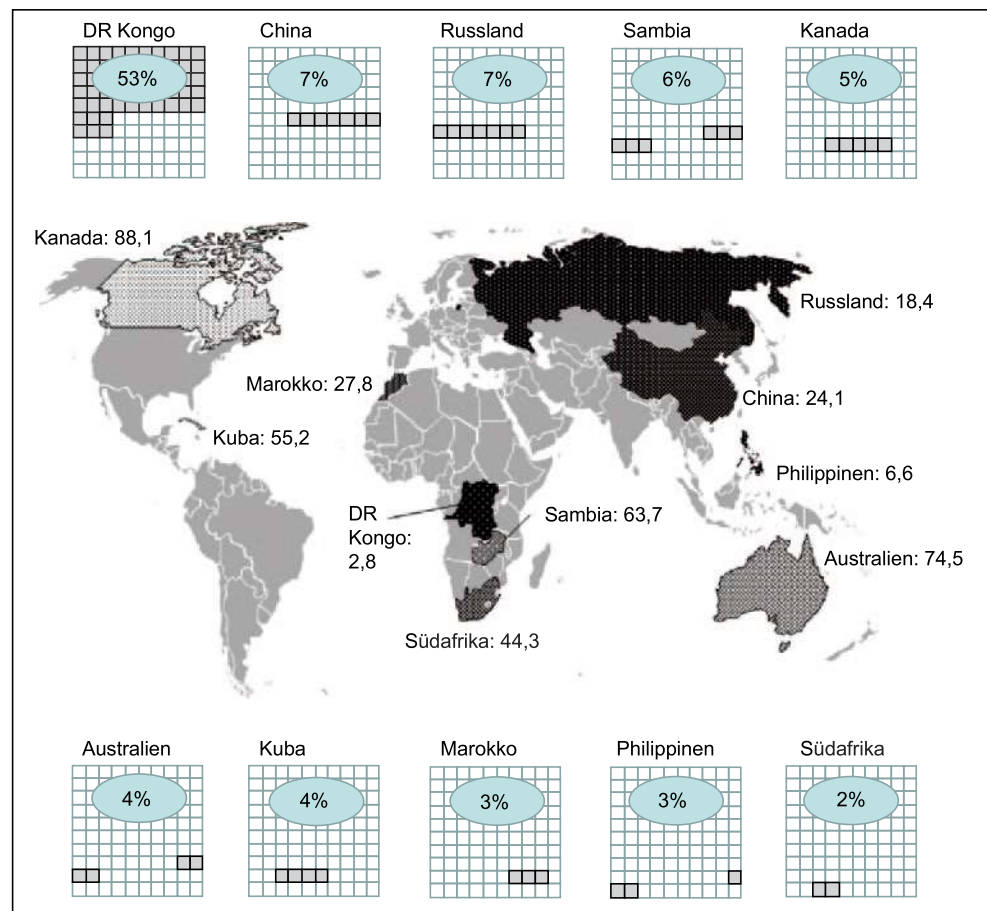 DR Kongo
China
Russland
Sambia
Kanada
53%
7%
7%
6%
5%
Kanada: 88,1
Russland: 18,4
Marokko: 27,8
China: 24,1
Kuba: 55,2
Philippinen: 6,6
DR
Kongo:
2,8
Sambia: 63,7
Australien: 74,5
Südafrika: 44,3
Australien
Kuba
Marokko
Philippinen
Südafrika
4%
4%
3%
3%
2%